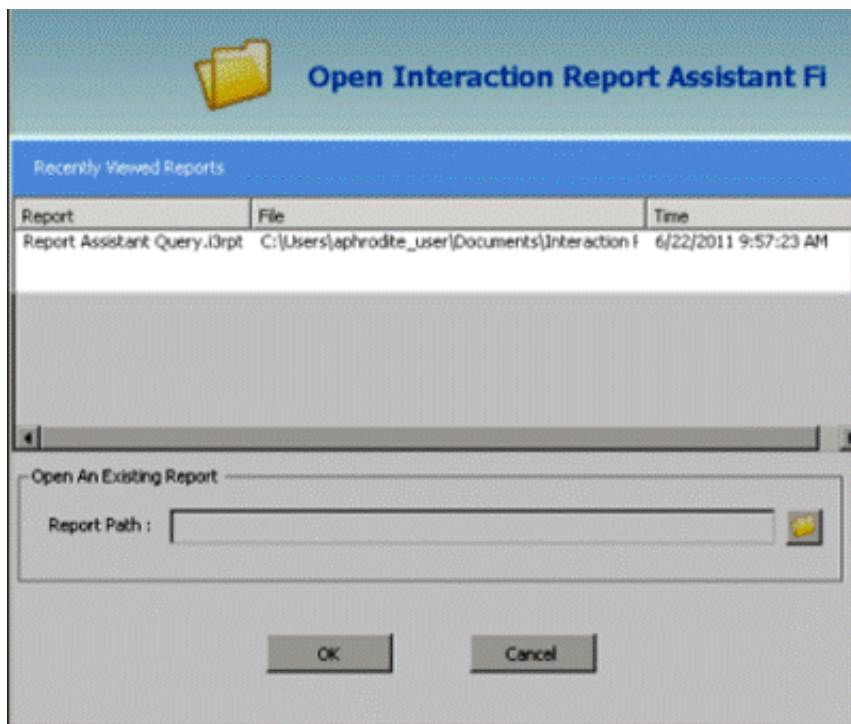 Open Interaction Report Assistant Fi
Recently Viewed Reports
Report File Time
Report Assistant Query.i3rpt C:\Users\aphrodite_user\Documents\Interaction F 6/22/2011 9:57:23 AM
Open An Existing Report
Report Path :
OK Cancel